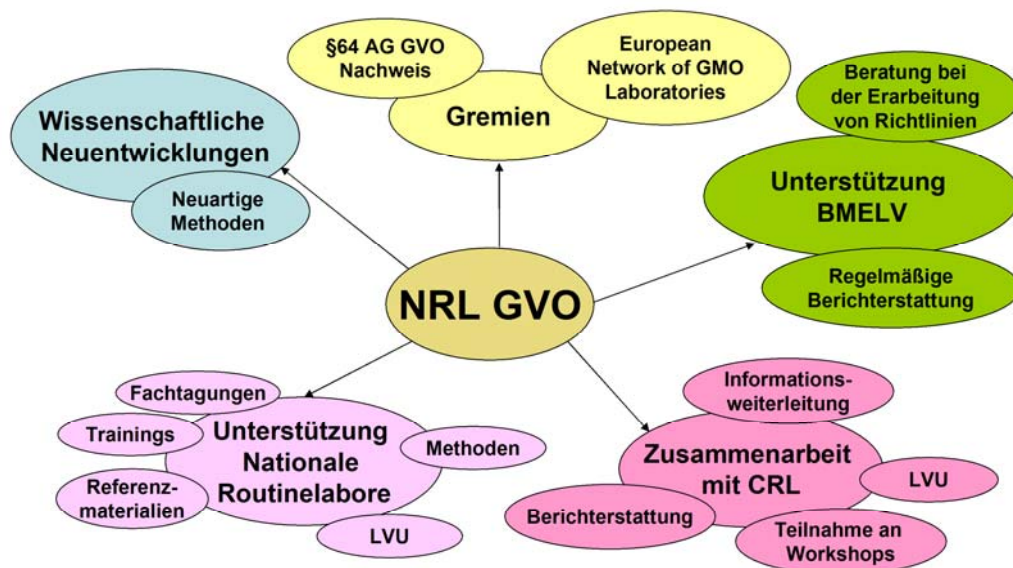 §64 AG GVO
Nachweis
European
Network of GMO
Laboratories
Gremien
Wissenschaftliche
Neuentwicklungen
Neuartige
Methoden
Beratung bei
der Erarbeitung
von Richtlinien
Unterstützung
BMELV
Regelmäßige
Berichterstattung
NRL GVO
Fachtagungen
Trainings
Referenz-
materialien
Unterstützung
Nationale
Routinelabore
Methoden
LVU
Informations-
weiterleitung
Zusammenarbeit
mit CRL
LVU
Berichterstattung
Teilnahme an
Workshops